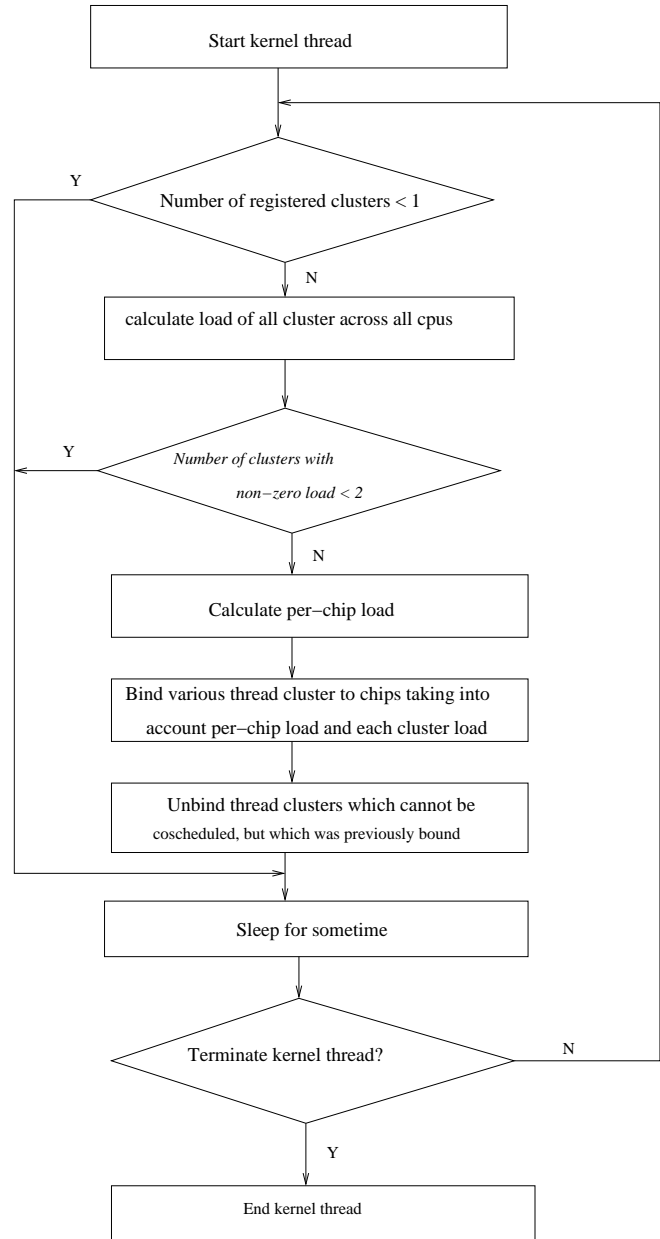 Start kernel thread
Y
Number of registered clusters < 1
N
calculate load of all cluster across all cpus
Y
Number of clusters with
non−zero load < 2
N
Calculate per−chip load
Bind various thread cluster to chips taking into
account per−chip load and each cluster load
Unbind thread clusters which cannot be
coscheduled, but which was previously bound
Sleep for sometime
Terminate kernel thread?
N
Y
End kernel thread